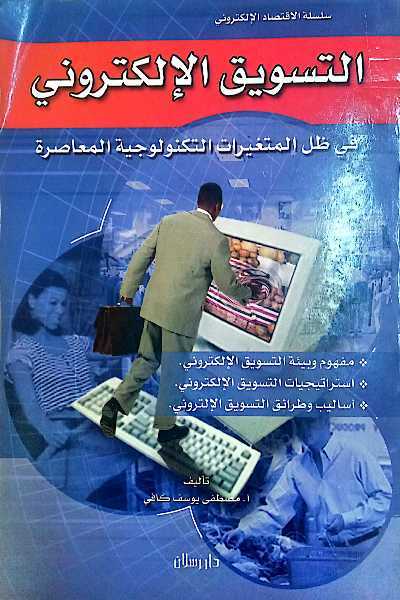 سلسلة الاقتصاد الإلكتروني
التسويق الإلكتروني
في ظل المتغيرات التكنولوجية المعاصرة
مفهوم وبيئة التسويق الإلكتروني.
استراتيجيات التسويق الإلكتروني.
أساليب وطرائق التسويق الإلتروني.
تأليف
أ. مصطفى يوسف كافي
دار رسلان